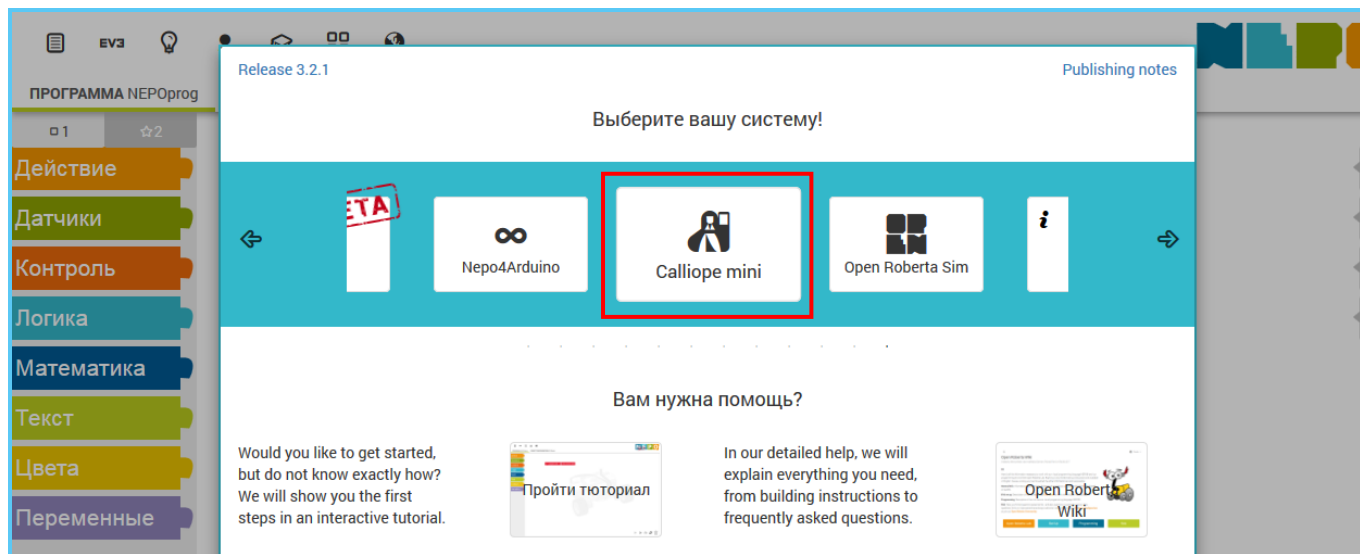 EV3
Release 3.2.1
Publishing notes
ПРОГРАММА NEPOprog
Выберите вашу систему!
1
2
Действие
Датчики
Контроль
Логика
Математика
Текст
Цвета
Переменные
ETA
Nepo4Arduino
Calliope mini
Open Roberta Sim
i
Вам нужна помощь?
Would you like to get started,
but do not know exactly how?
We will show you the first
steps in an interactive tutorial.
Пройти тюториал
In our detailed help, we will
explain everything you need,
from building instructions to
frequently asked questions.
Open Robert
Wiki